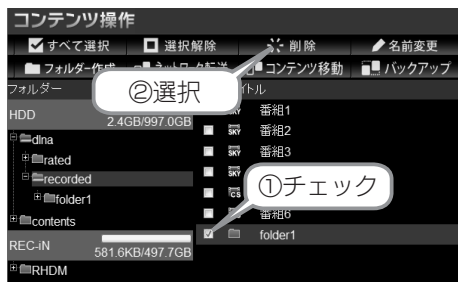 コンテンツ操作
すべて選択 選択解除 削除 名前変更
フォルダー作成 コンテンツ移動 バックアップ
②選択
フォルダー
HDD
2.4GB/997.0GB
dlna
rated
recorded
folder1
contents
REC-iN
581.6KB/497.7GB
RHDM
SKY 番組1
SKY 番組2
SKY 番組3
SKY
CS
①チェック
番組6
folder1